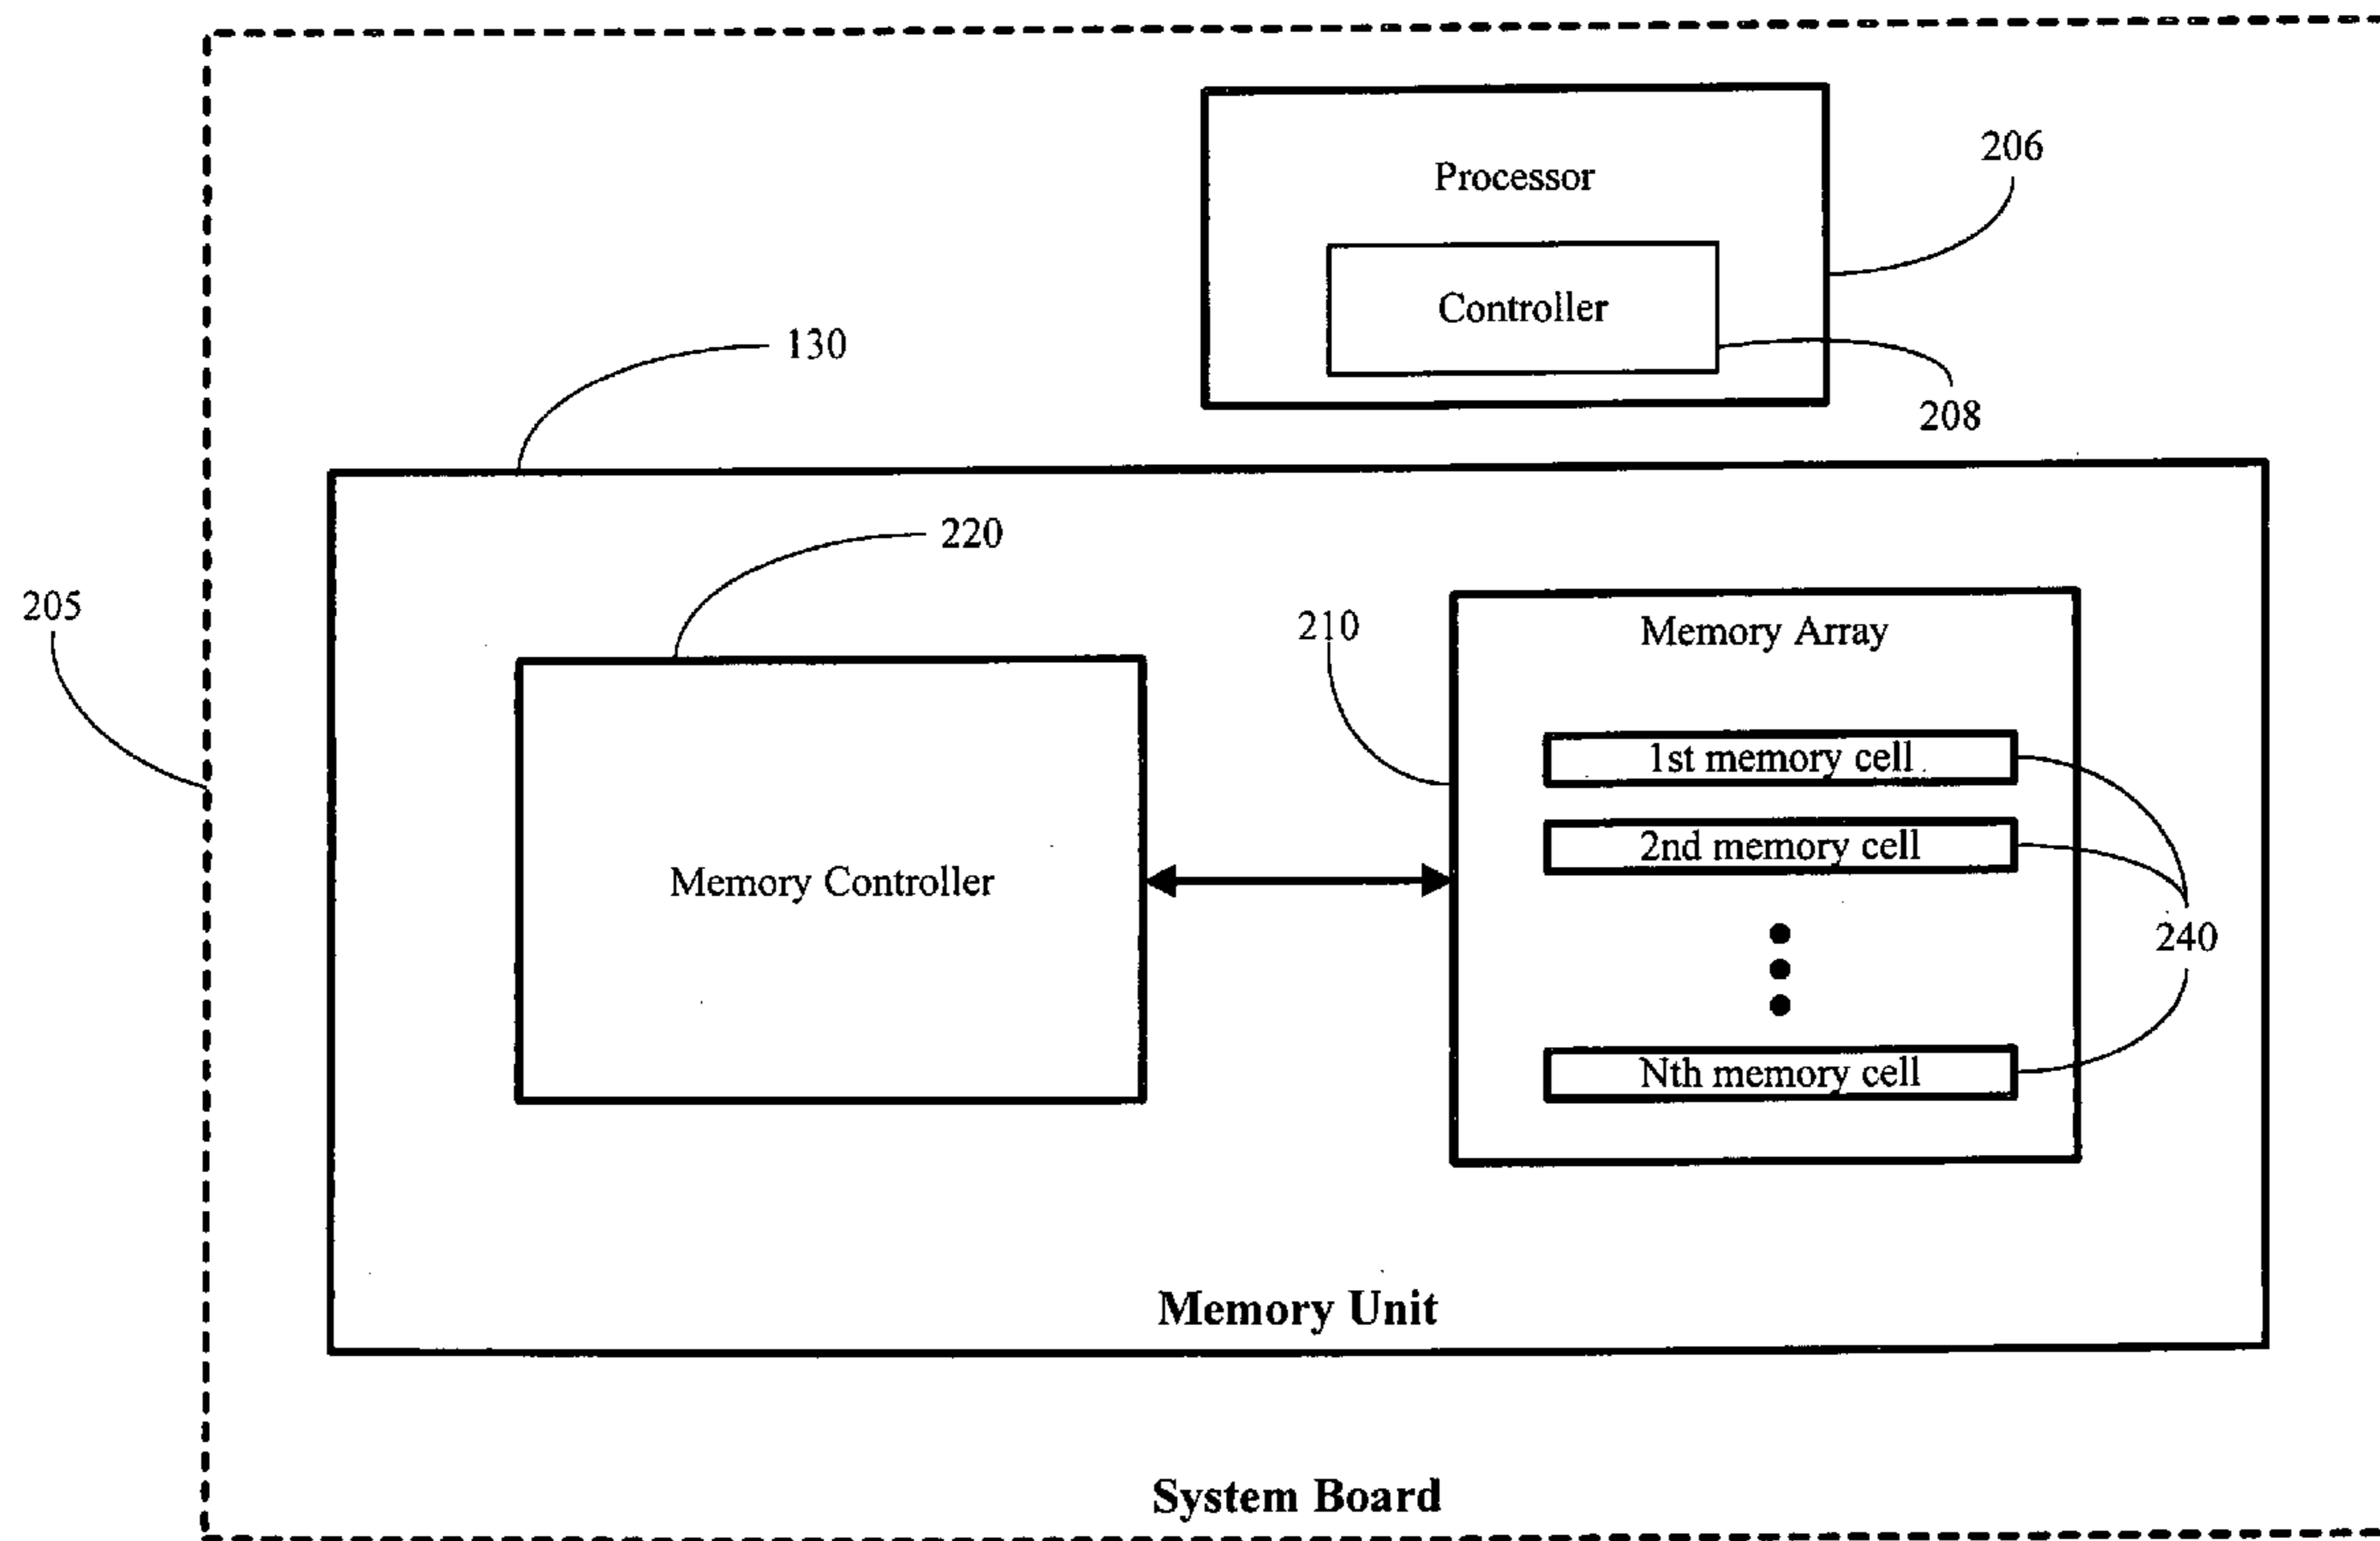 206
Processor
Controller
130
208
220
205
210
Memory Array
1st memory cell
2nd memory cell
Memory Controller
240
Nth memory cell
Memory Unit
System Board